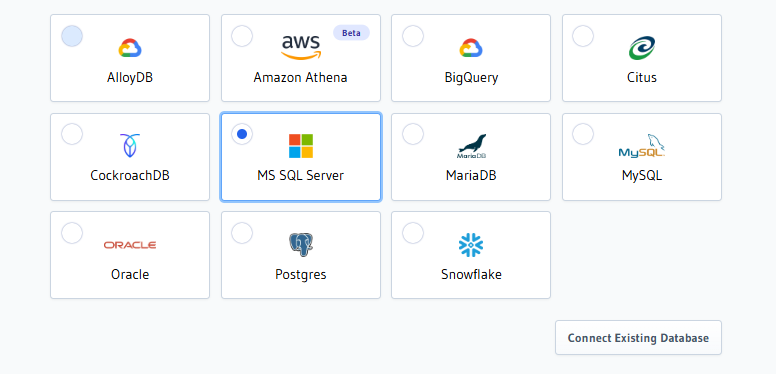 aws
Beta
AlloyDB
Amazon Athena
BigQuery
Citus
MariaDB
MySQL
CockroachDB
MS SQL Server
MariaDB
MySQL
ORACLE
Oracle
Postgres
Snowflake
Connect Existing Database